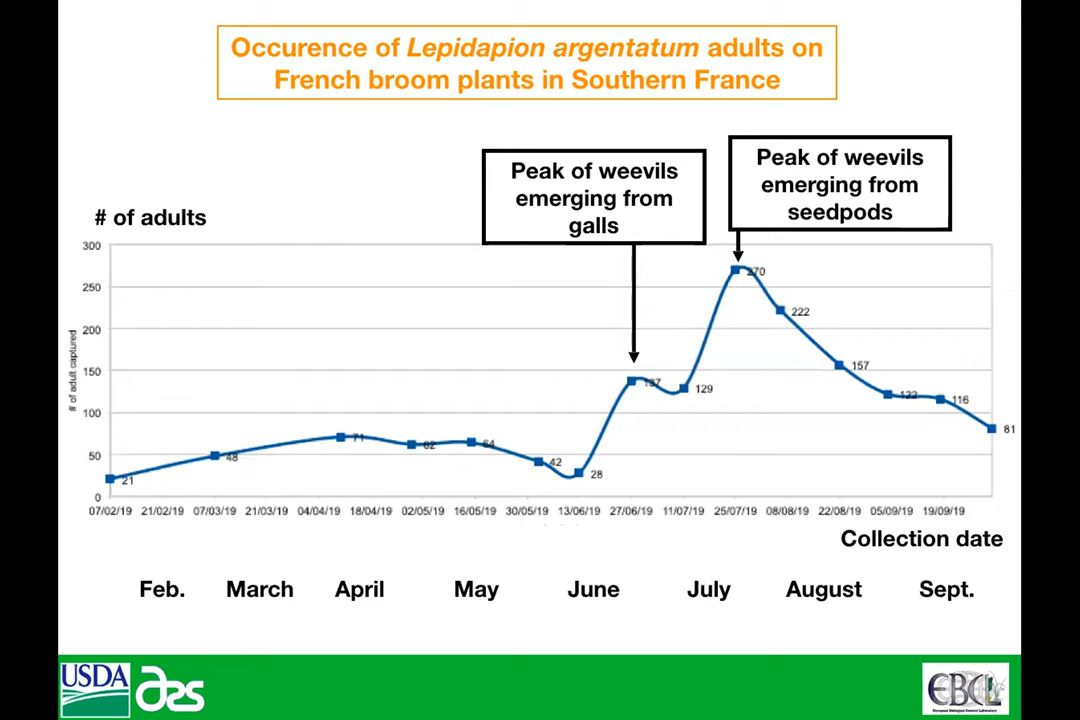 Occurence of Lepidapion argentatum adults on
French broom plants in Southern France
Peak of weevils
emerging from
galls
Peak of weevils
emerging from
seedpods
# of adults
# of adult captured
300
250
200
150
100
50
0
21
48
71
62
64
42
28
137
129
270
222
157
122
116
81
07/02/19 21/02/19 07/03/19 21/03/19 04/04/19 18/04/19 02/05/19 16/05/19 30/05/19 13/06/19 27/06/19 11/07/19 25/07/19 08/08/19 22/08/19 05/09/19 19/09/19
Collection date
Feb. March April May June July August Sept.
USDA
EBCL
European Biological Control Laboratory